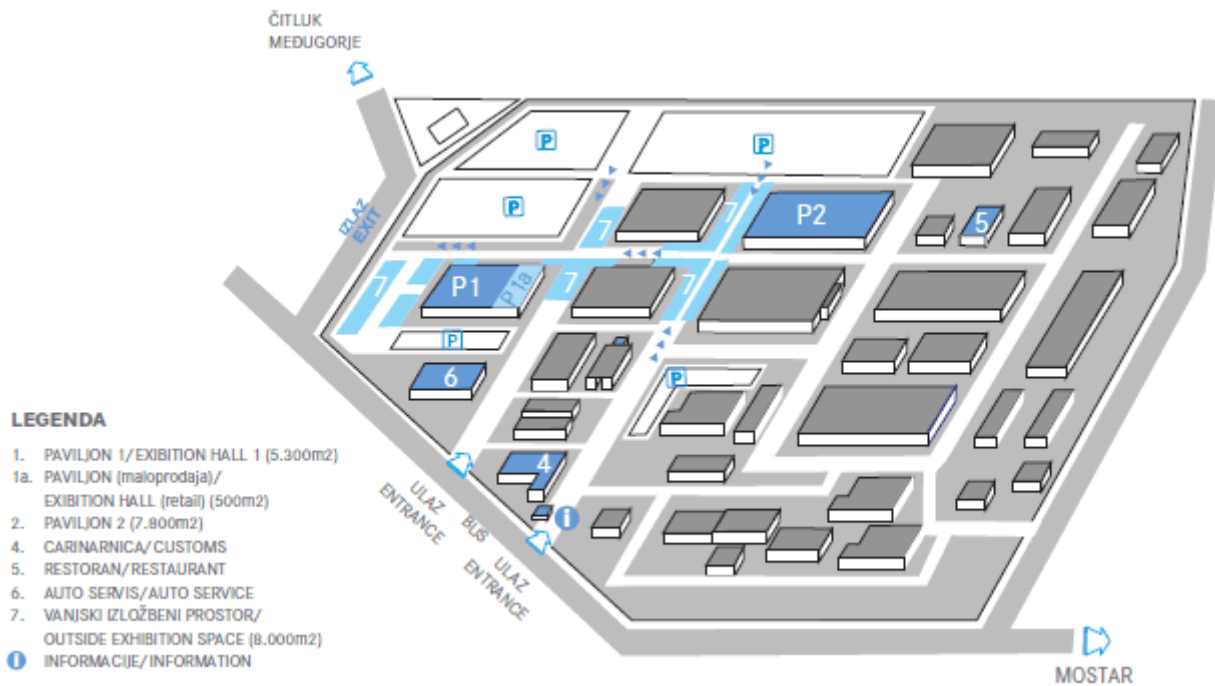 ČITLUK
MEĐUGORJE
P
P
P
P2
5
7
7
7
7
7
IZLAZ
EXIT
P1
P1a
P
6
P
4
ULAZ
ENTRANCE
BUS
ULAZ
ENTRANCE
i
MOSTAR
LEGENDA
1. PAVILJON 1/EXIBITION HALL 1 (5.300m2)
1a. PAVILJON (maloprodaja)/
EXIBITION HALL (retail) (500m2)
2. PAVILJON 2 (7.800m2)
4. CARINARNICA/CUSTOMS
5. RESTORAN/RESTAURANT
6. AUTO SERVIS/AUTO SERVICE
7. VANJSKI IZLOŽBENI PROSTOR/
OUTSIDE EXHIBITION SPACE (8.000m2)
i INFORMACIJE/INFORMATION